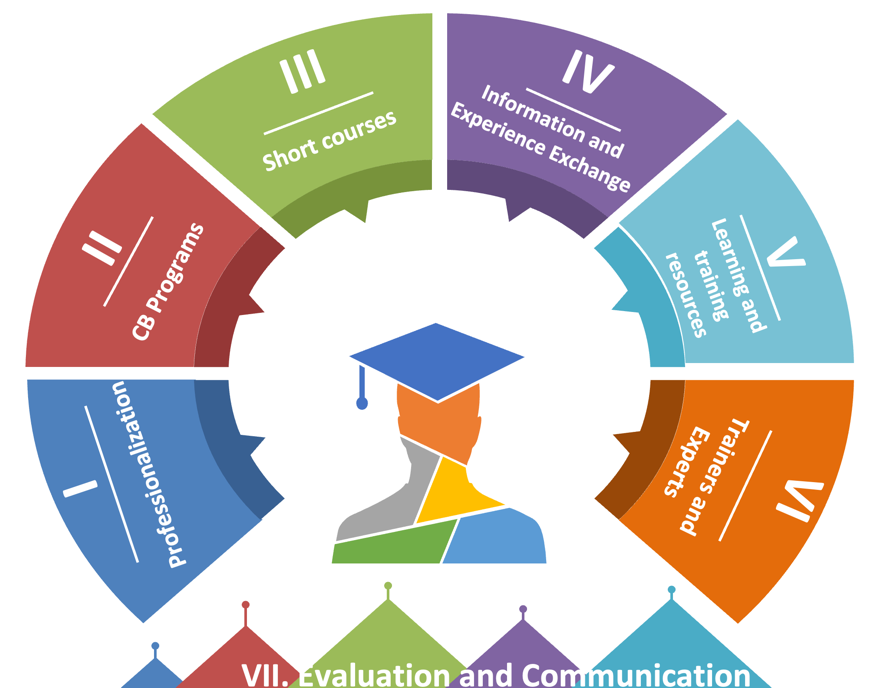 I
Professionalization
II
CB Programs
III
Short courses
IV
Information and
Experience Exchange
V
Learning and
training
resources
VI
Trainers and
Experts
VII. Evaluation and Communication